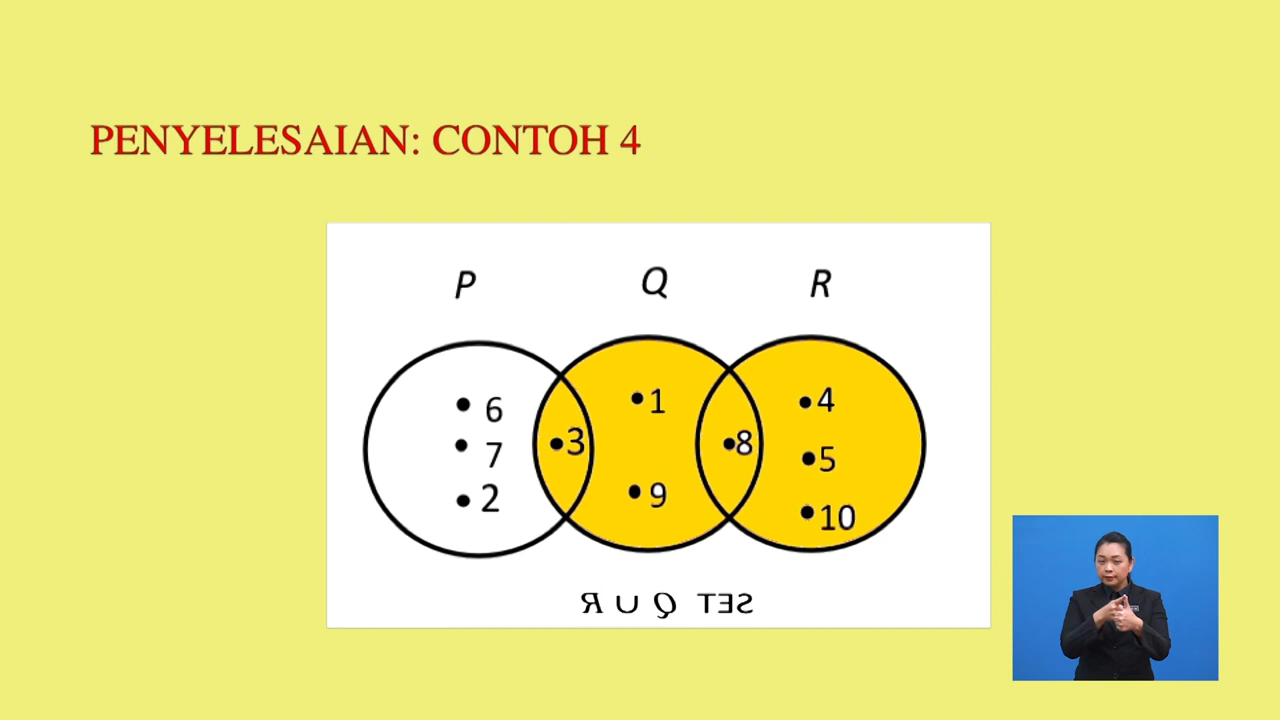 PENYELESAIAN: CONTOH 4
P Q R
6 1 4
7 3 8 5
2 9 10
SET Q ∪ R